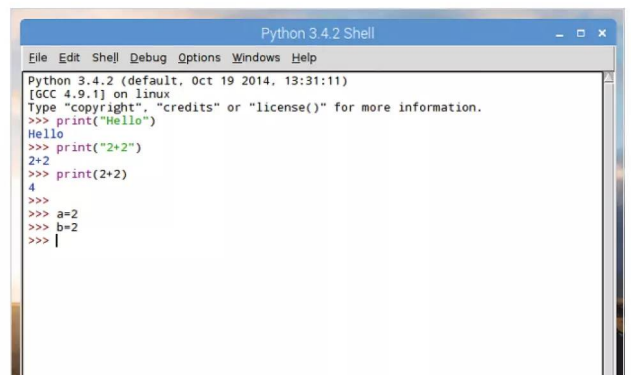 Python 3.4.2 Shell
File Edit Shell Debug Options Windows Help
Python 3.4.2 (default, Oct 19 2014, 13:31:11)
[GCC 4.9.1] on linux
Type "copyright", "credits" or "license()" for more information.
>>> print("Hello")
Hello
>>> print("2+2")
2+2
>>> print(2+2)
4
>>>
>>> a=2
>>> b=2
>>>